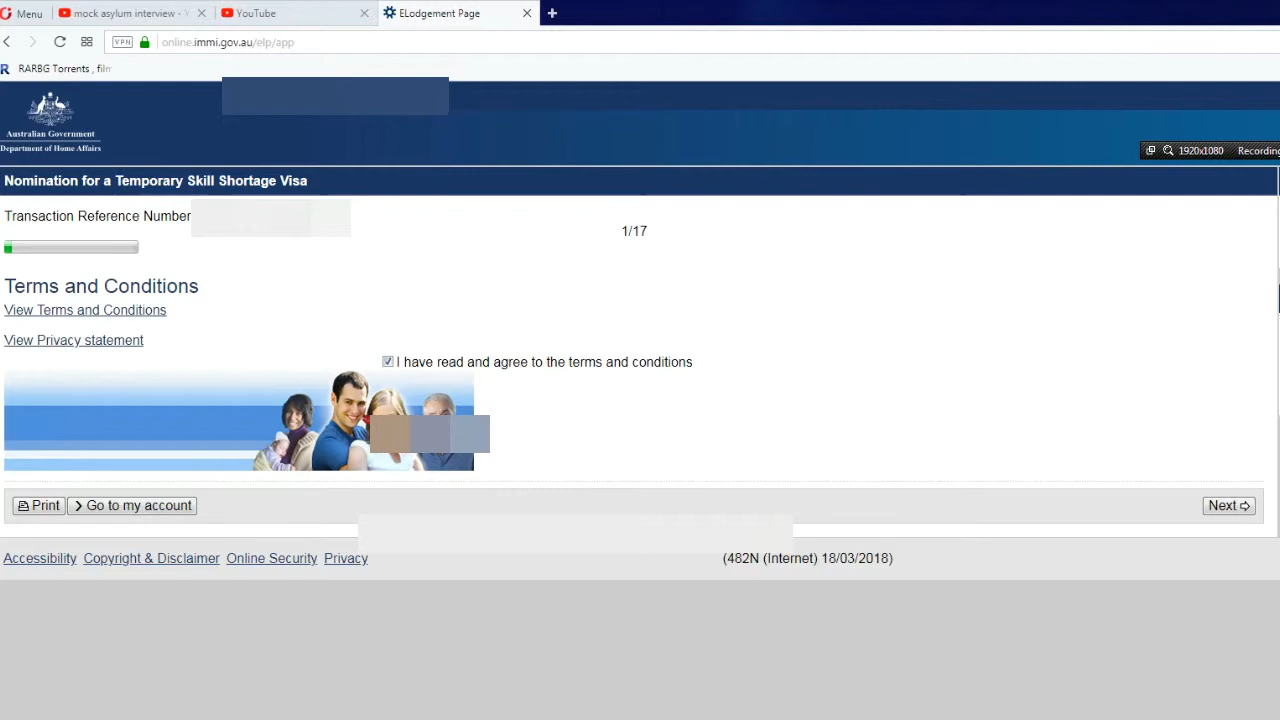 Menu
mock asylum interview -
YouTube
ELodgement Page
VPN
online.immi.gov.au/elp/app
RARBG Torrents , film
Australian Government
Department of Home Affairs
1920x1080 Recording
Nomination for a Temporary Skill Shortage Visa
Transaction Reference Number
1/17
Terms and Conditions
View Terms and Conditions
View Privacy statement
I have read and agree to the terms and conditions
Print
Go to my account
Next
Accessibility Copyright & Disclaimer Online Security Privacy
(482N (Internet) 18/03/2018)